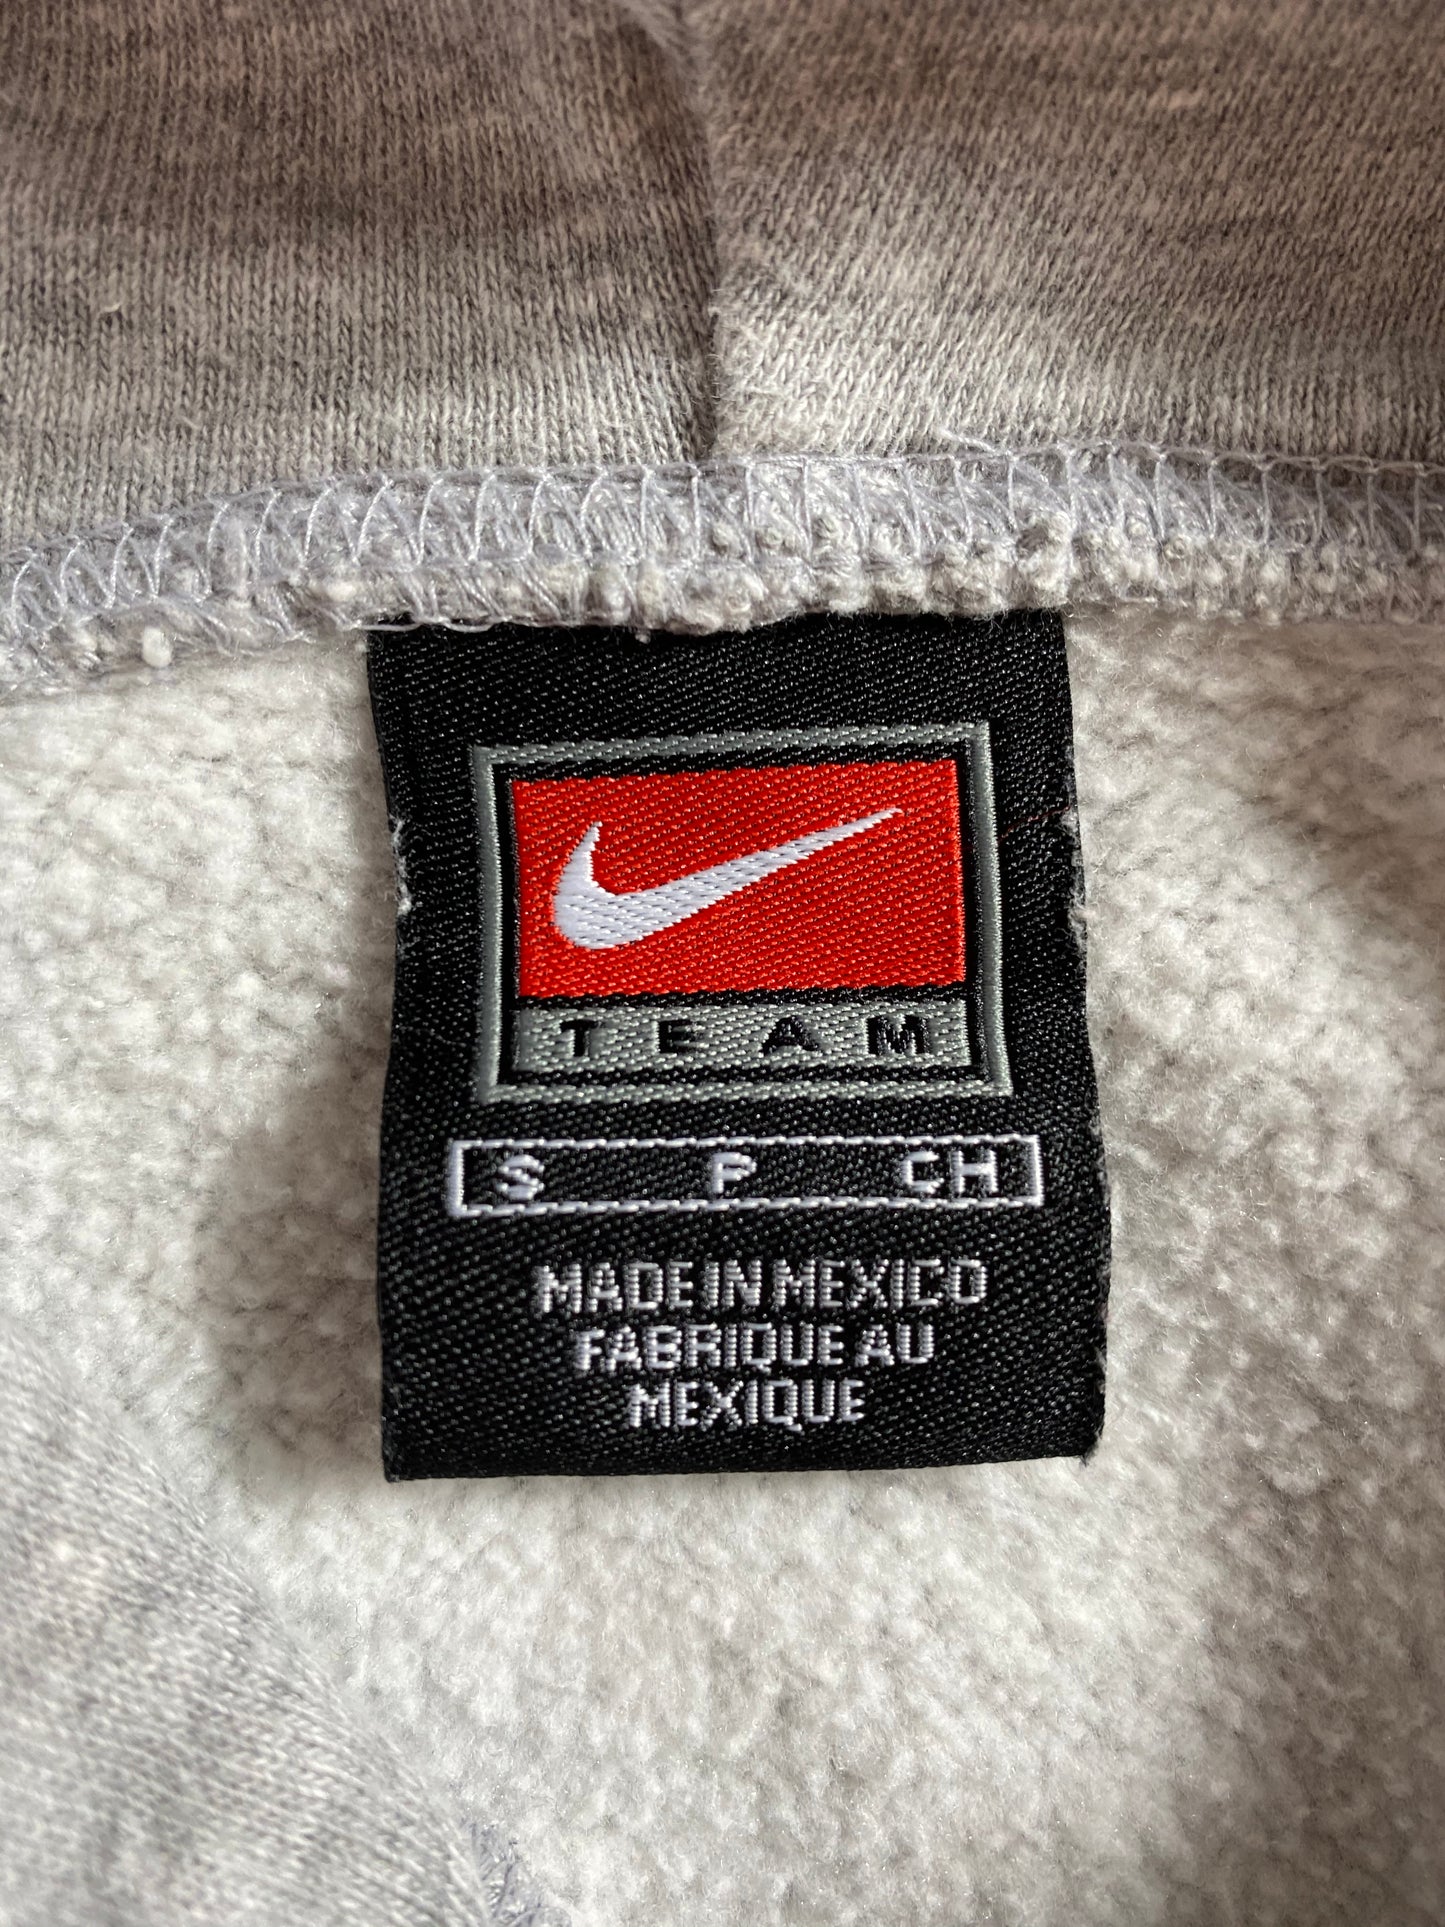 TEAM
S P CH
MADE IN MEXICO
FABRIQUE AU
MEXIQUE